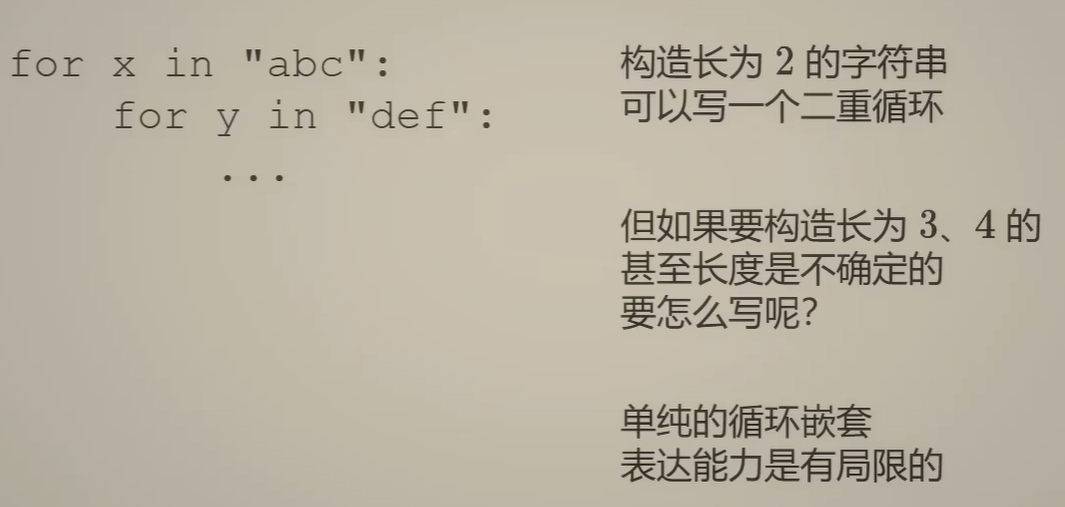 for x in "abc":
    for y in "def":
        ...
构造长为 2 的字符串
可以写一个二重循环
但如果要构造长为 3、4 的
甚至长度是不确定的
要怎么写呢？
单纯的循环嵌套
表达能力是有局限的